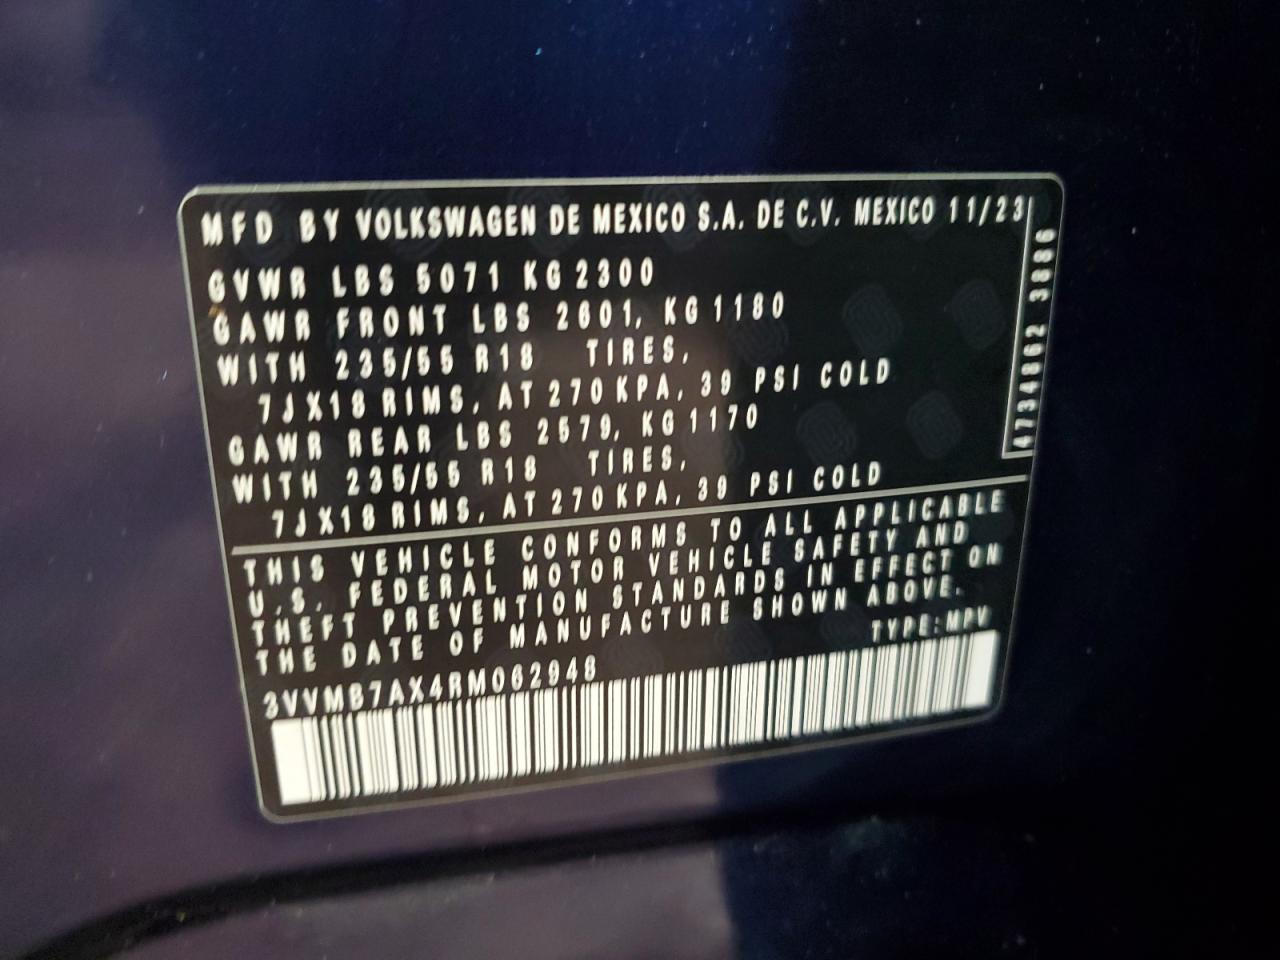 MFD BY VOLKSWAGEN DE MEXICO S.A. DE C.V. MEXICO 11/23
GVWR LBS 5071 KG 2300
GAWR FRONT LBS 2601, KG 1180
WITH 235/55 R18 TIRES,
7JX18 RIMS, AT 270 KPA, 39 PSI COLD
GAWR REAR LBS 2579, KG 1170
WITH 235/55 R18 TIRES,
7JX18 RIMS, AT 270 KPA, 39 PSI COLD
4734862 3886
THIS VEHICLE CONFORMS TO ALL APPLICABLE
U.S. FEDERAL MOTOR VEHICLE SAFETY AND
THEFT PREVENTION STANDARDS IN EFFECT ON
THE DATE OF MANUFACTURE SHOWN ABOVE.
TYPE: MPV
3VVMB7AX4RM062948